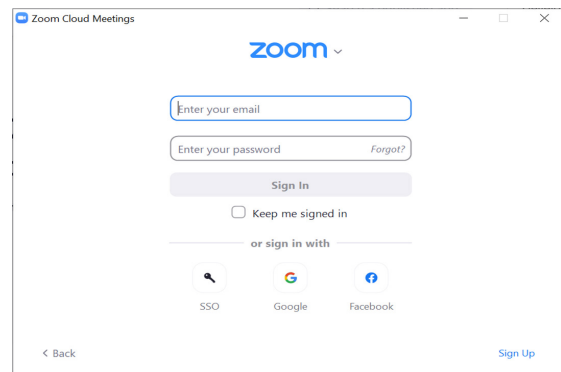 Zoom Cloud Meetings
zoom
Enter your email
Enter your password Forgot?
Sign In
Keep me signed in
or sign in with
SSO Google Facebook
< Back Sign Up